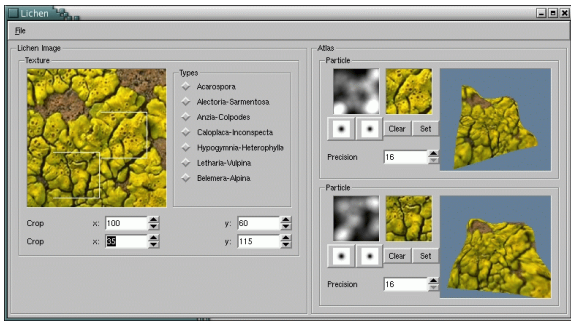 Lichen
File
Lichen Image
Texture
Types
Acarospora
Alectoria-Sarmentosa
Anzia-Colpodes
Caloplaca-Inconspecta
Hypogymnia-Heterophylla
Letharia-Vulpina
Belemera-Alpina
Crop x: 100 y: 60
Crop x: 35 y: 115
Atlas
Particle
Clear Set
Precision 16
Particle
Clear Set
Precision 16